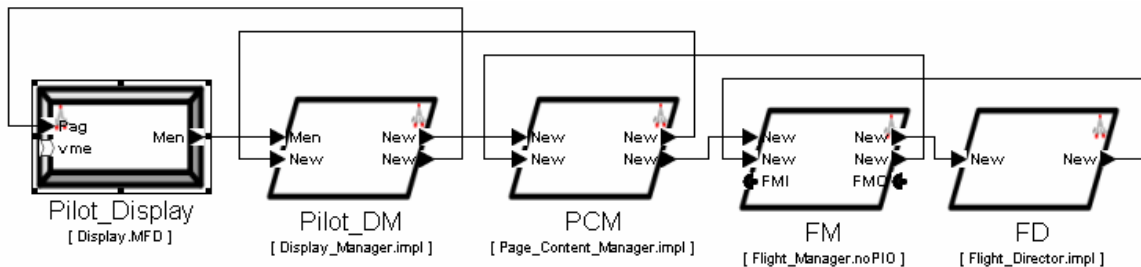 Pag
Men
vme
Pilot_Display
[ Display.MFD ]
Men
New
New
New
Pilot_DM
[ Display_Manager.impl ]
New
New
New
New
PCM
[ Page_Content_Manager.impl ]
New
New
New
New
FMI
FMO
FM
[ Flight_Manager.noPIO ]
New
New
FD
[ Flight_Director.impl ]